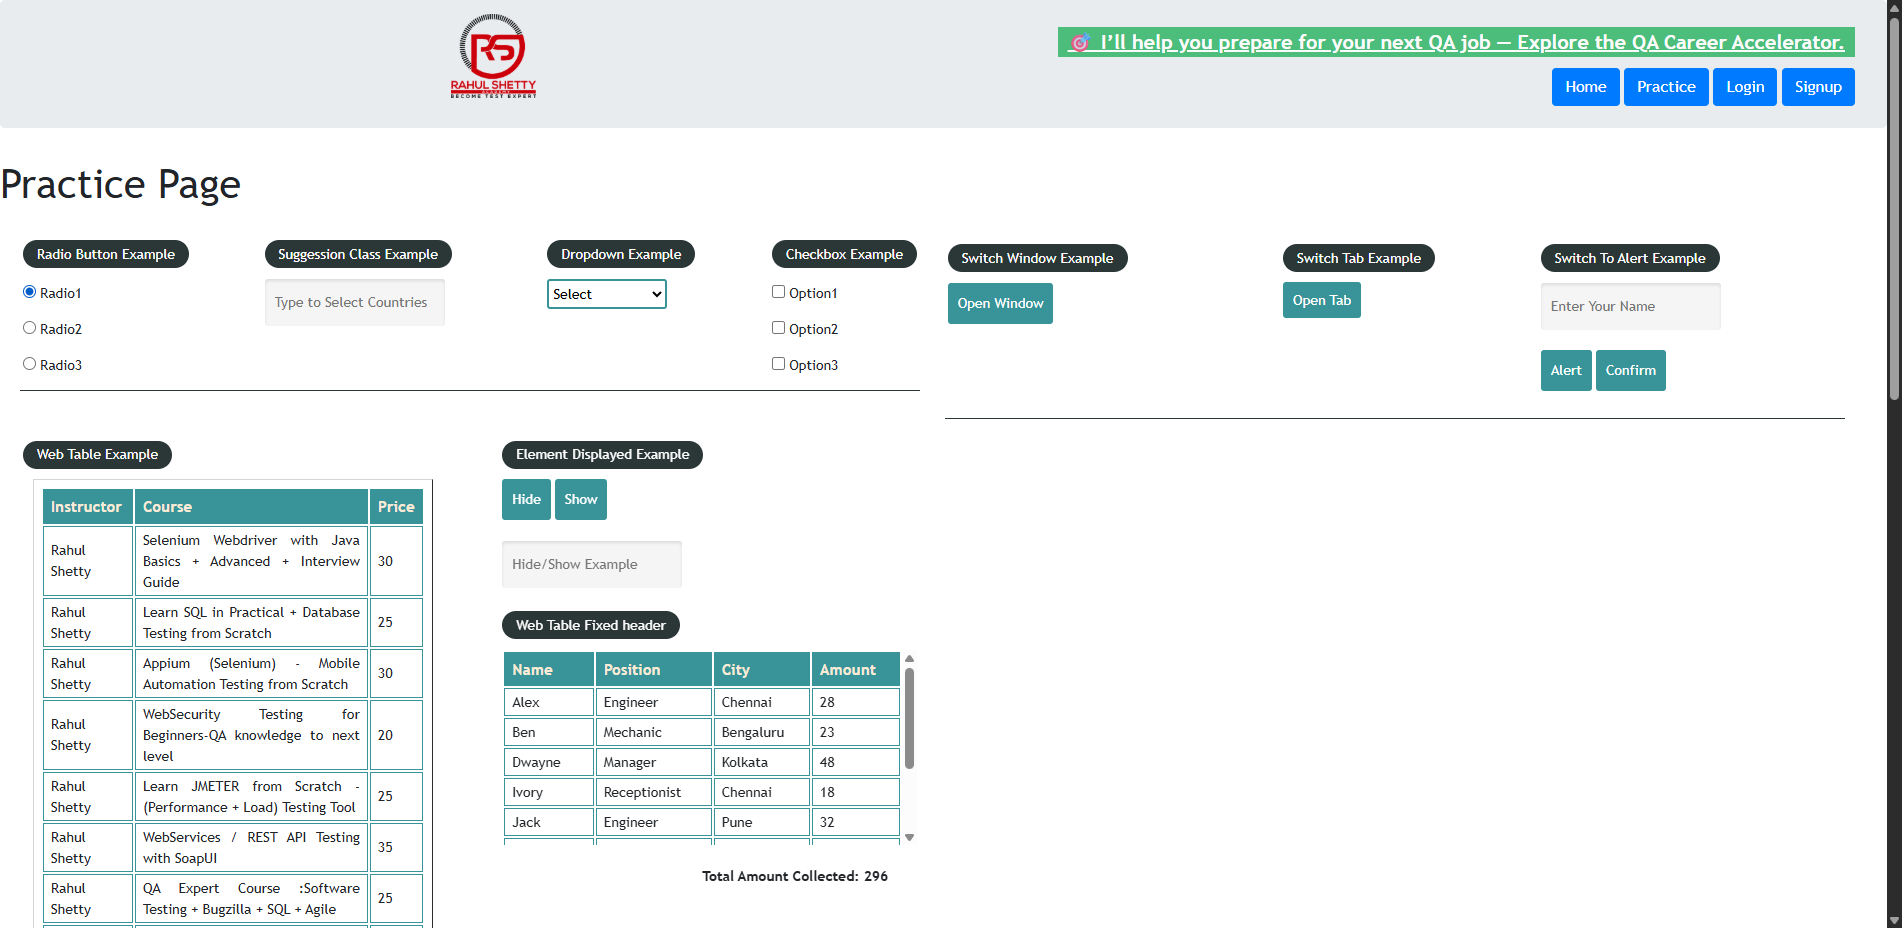 RAHUL SHETTY
ACADEMY
BECOME TEST EXPERT
🎯 I’ll help you prepare for your next QA job — Explore the QA Career Accelerator.
Home Practice Login Signup
Practice Page
Radio Button Example
Radio1
Radio2
Radio3
Suggession Class Example
Type to Select Countries
Dropdown Example
Select
Checkbox Example
Option1
Option2
Option3
Switch Window Example
Open Window
Switch Tab Example
Open Tab
Switch To Alert Example
Enter Your Name
Alert Confirm
Web Table Example
Instructor Course Price
Rahul Shetty Selenium Webdriver with Java Basics + Advanced + Interview Guide 30
Rahul Shetty Learn SQL in Practical + Database Testing from Scratch 25
Rahul Shetty Appium (Selenium) - Mobile Automation Testing from Scratch 30
Rahul Shetty WebSecurity Testing for Beginners-QA knowledge to next level 20
Rahul Shetty Learn JMETER from Scratch - (Performance + Load) Testing Tool 25
Rahul Shetty WebServices / REST API Testing with SoapUI 35
Rahul Shetty QA Expert Course :Software Testing + Bugzilla + SQL + Agile 25
Element Displayed Example
Hide Show
Hide/Show Example
Web Table Fixed header
Name Position City Amount
Alex Engineer Chennai 28
Ben Mechanic Bengaluru 23
Dwayne Manager Kolkata 48
Ivory Receptionist Chennai 18
Jack Engineer Pune 32
Total Amount Collected: 296